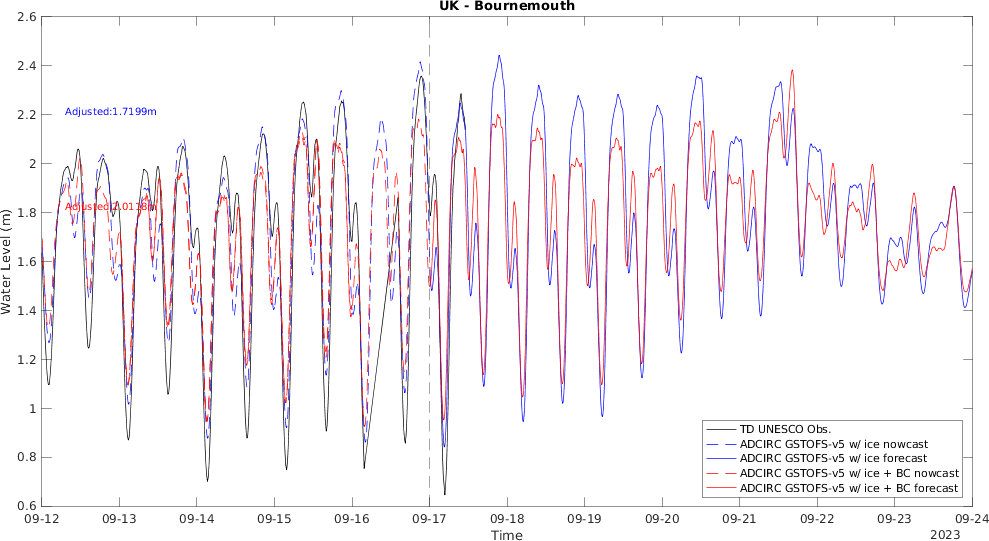 UK - Bournemouth
2.6
2.4
2.2
2
1.8
1.6
1.4
1.2
1
0.8
0.6
Water Level (m)
Adjusted:1.7199m
Adjusted:2.0118m
TD UNESCO Obs.
ADCIRC GSTOFS-v5 w/ ice nowcast
ADCIRC GSTOFS-v5 w/ ice forecast
ADCIRC GSTOFS-v5 w/ ice + BC nowcast
ADCIRC GSTOFS-v5 w/ ice + BC forecast
09-12 09-13 09-14 09-15 09-16 09-17 09-18 09-19 09-20 09-21 09-22 09-23 09-24
Time
2023